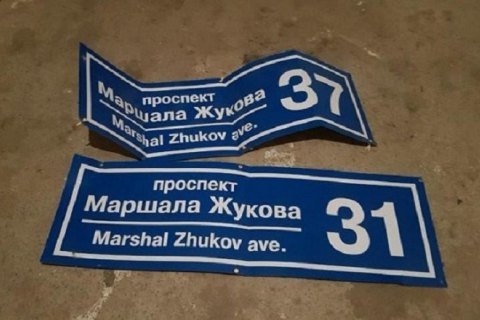 проспект
Маршала Жукова
Marshal Zhukov ave.
37
проспект
Маршала Жукова
Marshal Zhukov ave.
31